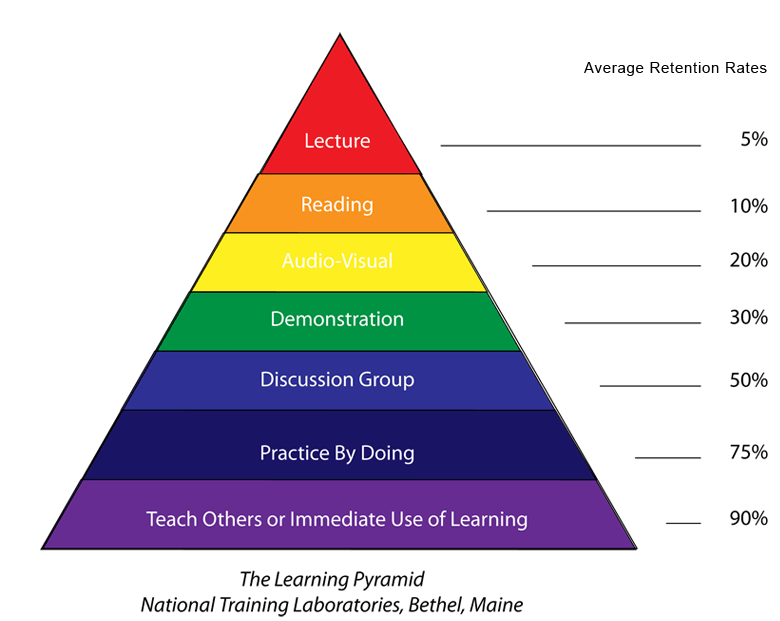 Average Retention Rates
Lecture 5%
Reading 10%
Audio-Visual 20%
Demonstration 30%
Discussion Group 50%
Practice By Doing 75%
Teach Others or Immediate Use of Learning 90%
The Learning Pyramid
National Training Laboratories, Bethel, Maine